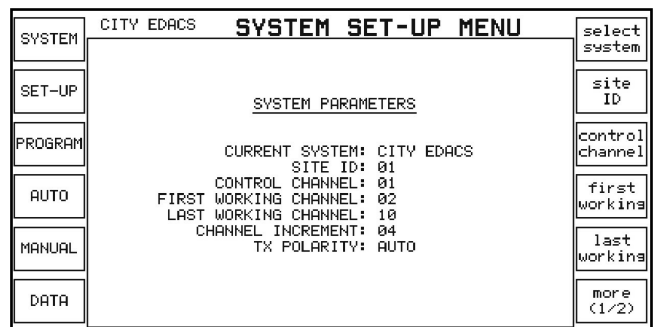 CITY EDACS SYSTEM SET-UP MENU
SYSTEM
SET-UP
PROGRAM
AUTO
MANUAL
DATA
SYSTEM PARAMETERS
CURRENT SYSTEM: CITY EDACS
SITE ID: 01
CONTROL CHANNEL: 01
FIRST WORKING CHANNEL: 02
LAST WORKING CHANNEL: 10
CHANNEL INCREMENT: 04
TX POLARITY: AUTO
select
system
site
ID
control
channel
first
working
last
working
more
(1/2)